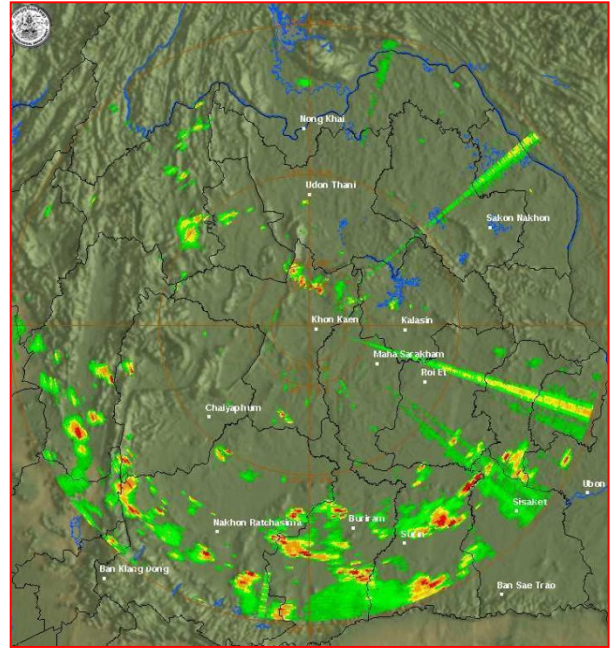 Nong Khai
Udon Thani
Sakon Nakhon
Khon Kaen
Kalasin
Maha Sarakham
Roi Et
Chaiyaphum
Ubon
Sisaket
Nakhon Ratchasima
Buriram
Surin
Ban Klang Dong
Ban Sae Trao